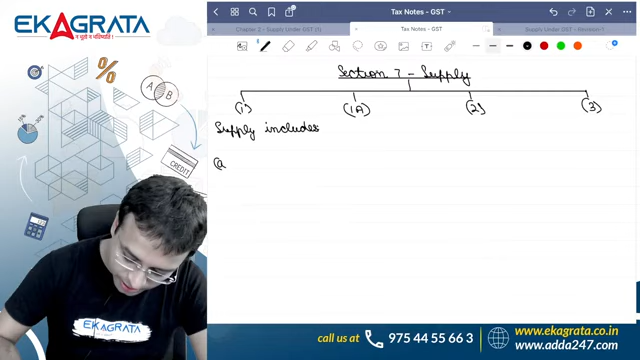 EKAGRATA
Tax Notes - GST
Chapter 2 - Supply Under GST (1)
Tax Notes - GST
Supply Under GST - Revision-1
Section 7 - Supply
(1) (1A) (2) (3)
Supply includes
(a
%
A B
CREDIT
EKAGRATA
call us at 975 44 55 66 3
www.ekagrata.co.in
www.adda247.com